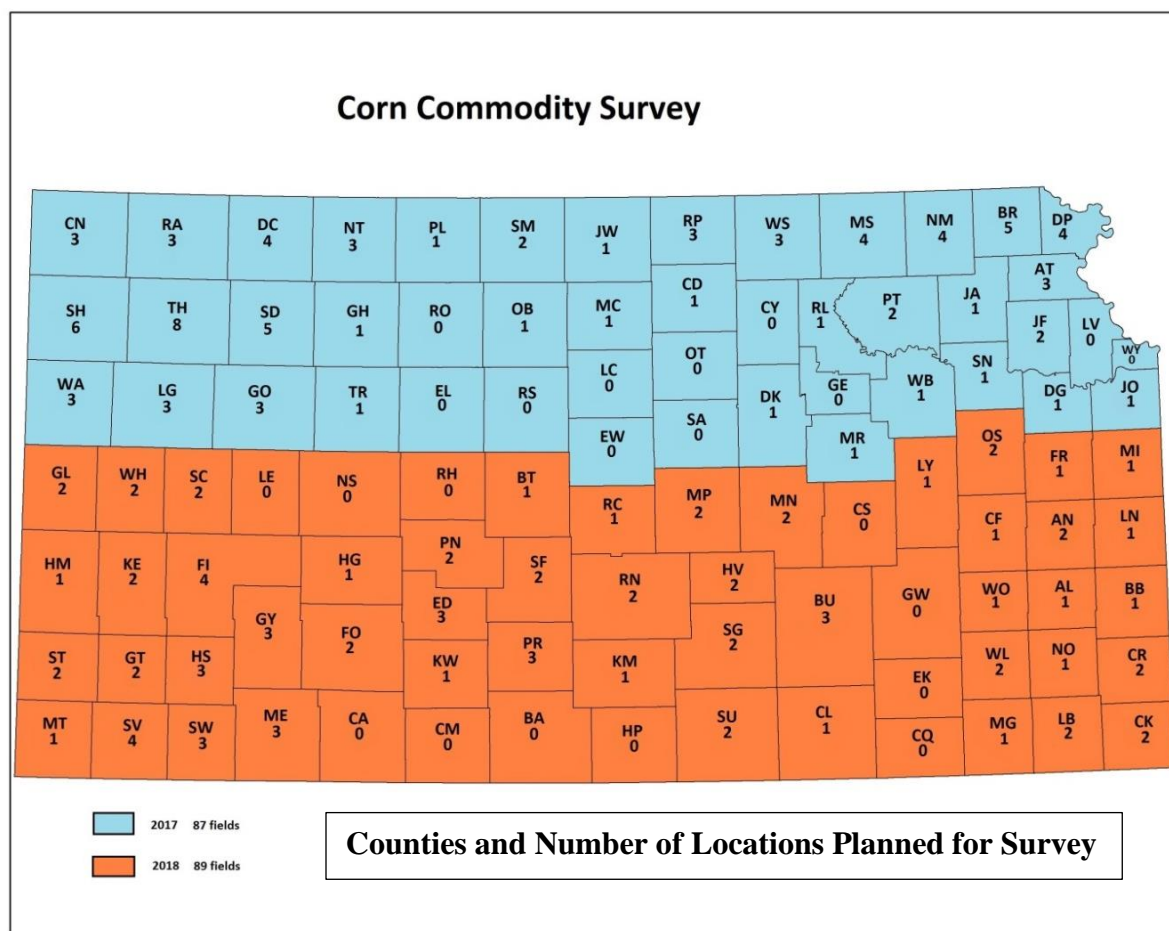 Corn Commodity Survey
CN
3
RA
3
DC
4
NT
3
PL
1
SM
2
JW
1
RP
3
WS
3
MS
4
NM
4
BR
5
DP
4
SH
6
TH
8
SD
5
GH
1
RO
0
OB
1
MC
1
CD
1
CY
0
RL
1
PT
2
JA
1
AT
3
JF
2
LV
0
WY
0
WA
3
LG
3
GO
3
TR
1
EL
0
RS
0
LC
0
OT
0
DK
1
GE
0
WB
1
SN
1
DG
1
JO
1
EW
0
SA
0
MR
1
GL
2
WH
2
SC
2
LE
0
NS
0
RH
0
BT
1
RC
1
MP
2
MN
2
CS
0
LY
1
OS
2
FR
1
MI
1
HM
1
KE
2
FI
4
HG
1
PN
2
SF
2
RN
2
HV
2
BU
3
GW
0
CF
1
AN
2
LN
1
GY
3
FO
2
ED
3
PR
3
SG
2
WO
1
AL
1
BB
1
ST
2
GT
2
HS
3
KW
1
KM
1
EK
0
WL
2
NO
1
CR
2
MT
1
SV
4
SW
3
ME
3
CA
0
CM
0
BA
0
HP
0
SU
2
CL
1
CQ
0
MG
1
LB
2
CK
2
2017 87 fields
2018 89 fields
Counties and Number of Locations Planned for Survey